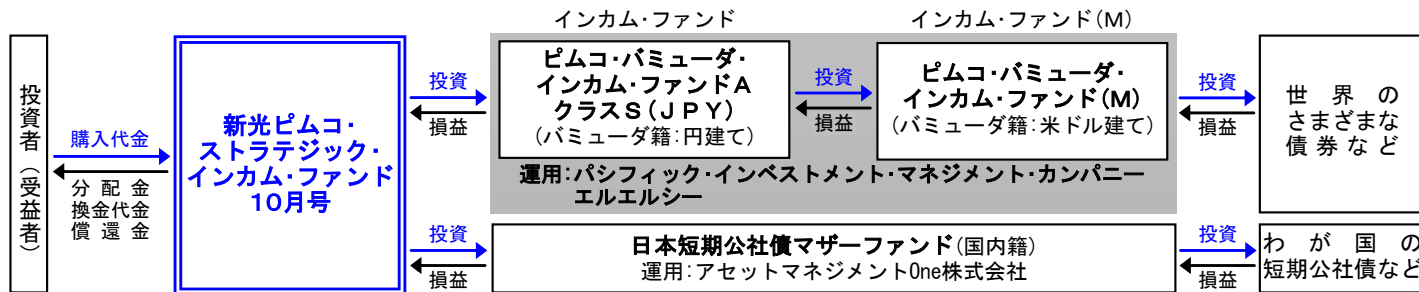 インカム・ファンド
インカム・ファンド(M)
投資者(受益者)
購入代金
分配金
換金代金
償還金
新光ピムコ・
ストラテジック・
インカム・ファンド
10月号
投資
損益
ピムコ・バミューダ・
インカム・ファンドA
クラスS(JPY)
(バミューダ籍:円建て)
投資
損益
ピムコ・バミューダ・
インカム・ファンド(M)
(バミューダ籍:米ドル建て)
投資
損益
世界の
さまざまな
債券など
運用:パシフィック・インベストメント・マネジメント・カンパニー
エルエルシー
投資
損益
日本短期公社債マザーファンド(国内籍)
運用:アセットマネジメントOne株式会社
投資
損益
わが国の
短期公社債など